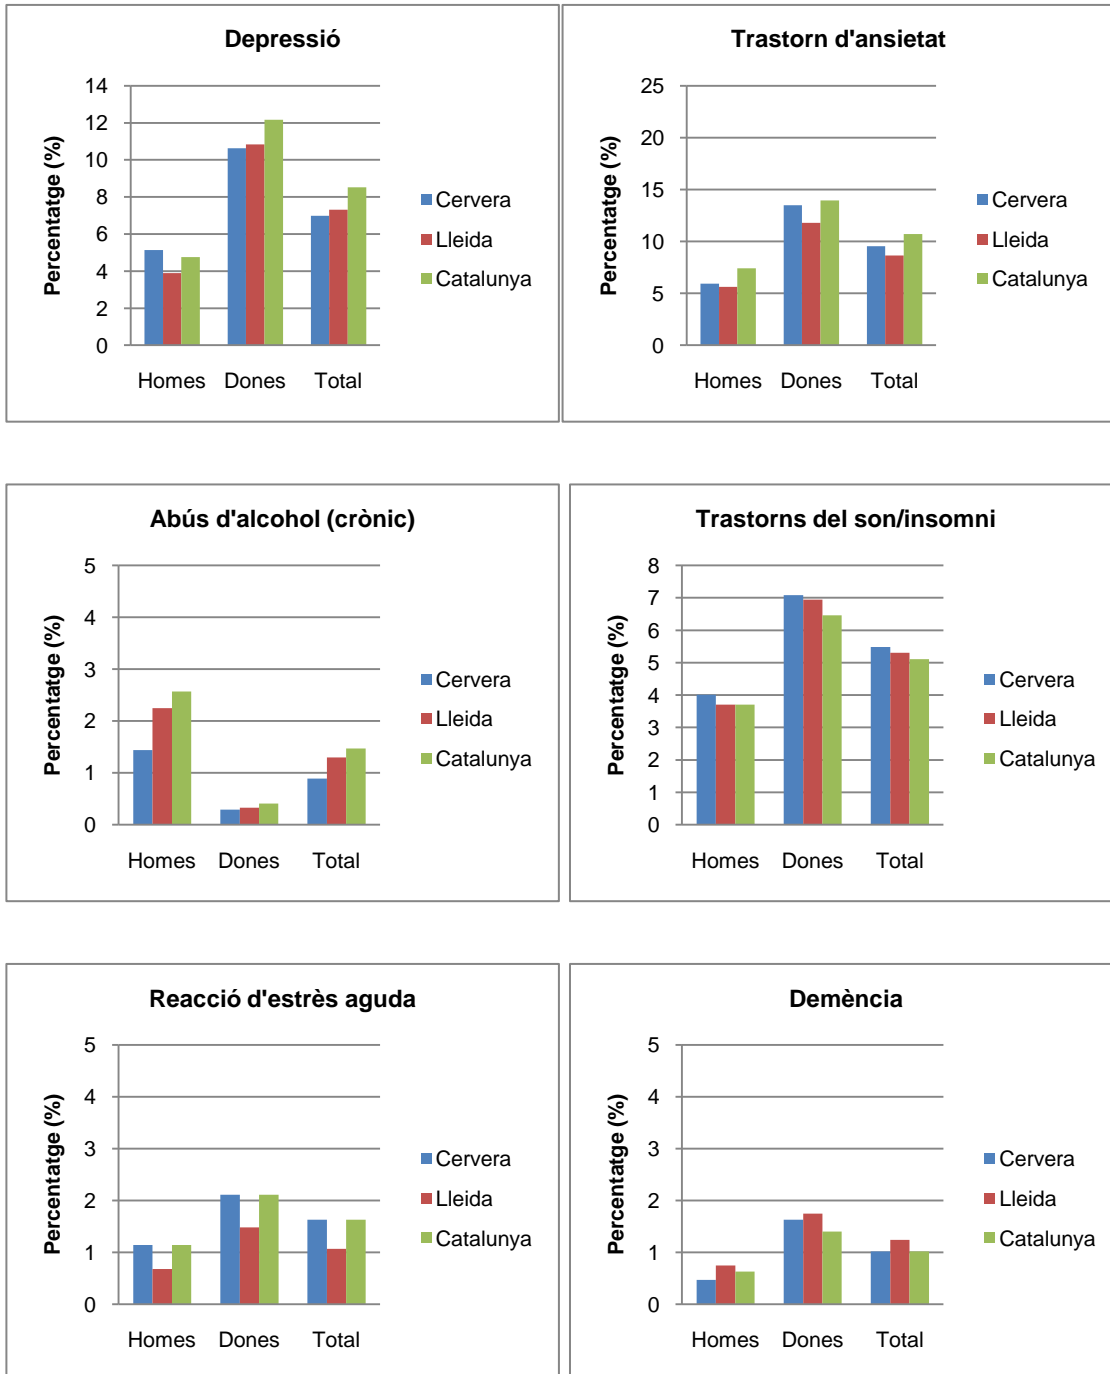 Depressió
Percentatge (%)
14
12
10
8
6
4
2
0
Homes Dones Total
Cervera
Lleida
Catalunya
Trastorn d'ansietat
Percentatge (%)
25
20
15
10
5
0
Homes Dones Total
Cervera
Lleida
Catalunya
Abús d'alcohol (crònic)
Percentatge (%)
5
4
3
2
1
0
Homes Dones Total
Cervera
Lleida
Catalunya
Trastorns del son/insomni
Percentatge (%)
8
7
6
5
4
3
2
1
0
Homes Dones Total
Cervera
Lleida
Catalunya
Reacció d'estrès aguda
Percentatge (%)
5
4
3
2
1
0
Homes Dones Total
Cervera
Lleida
Catalunya
Demència
Percentatge (%)
5
4
3
2
1
0
Homes Dones Total
Cervera
Lleida
Catalunya